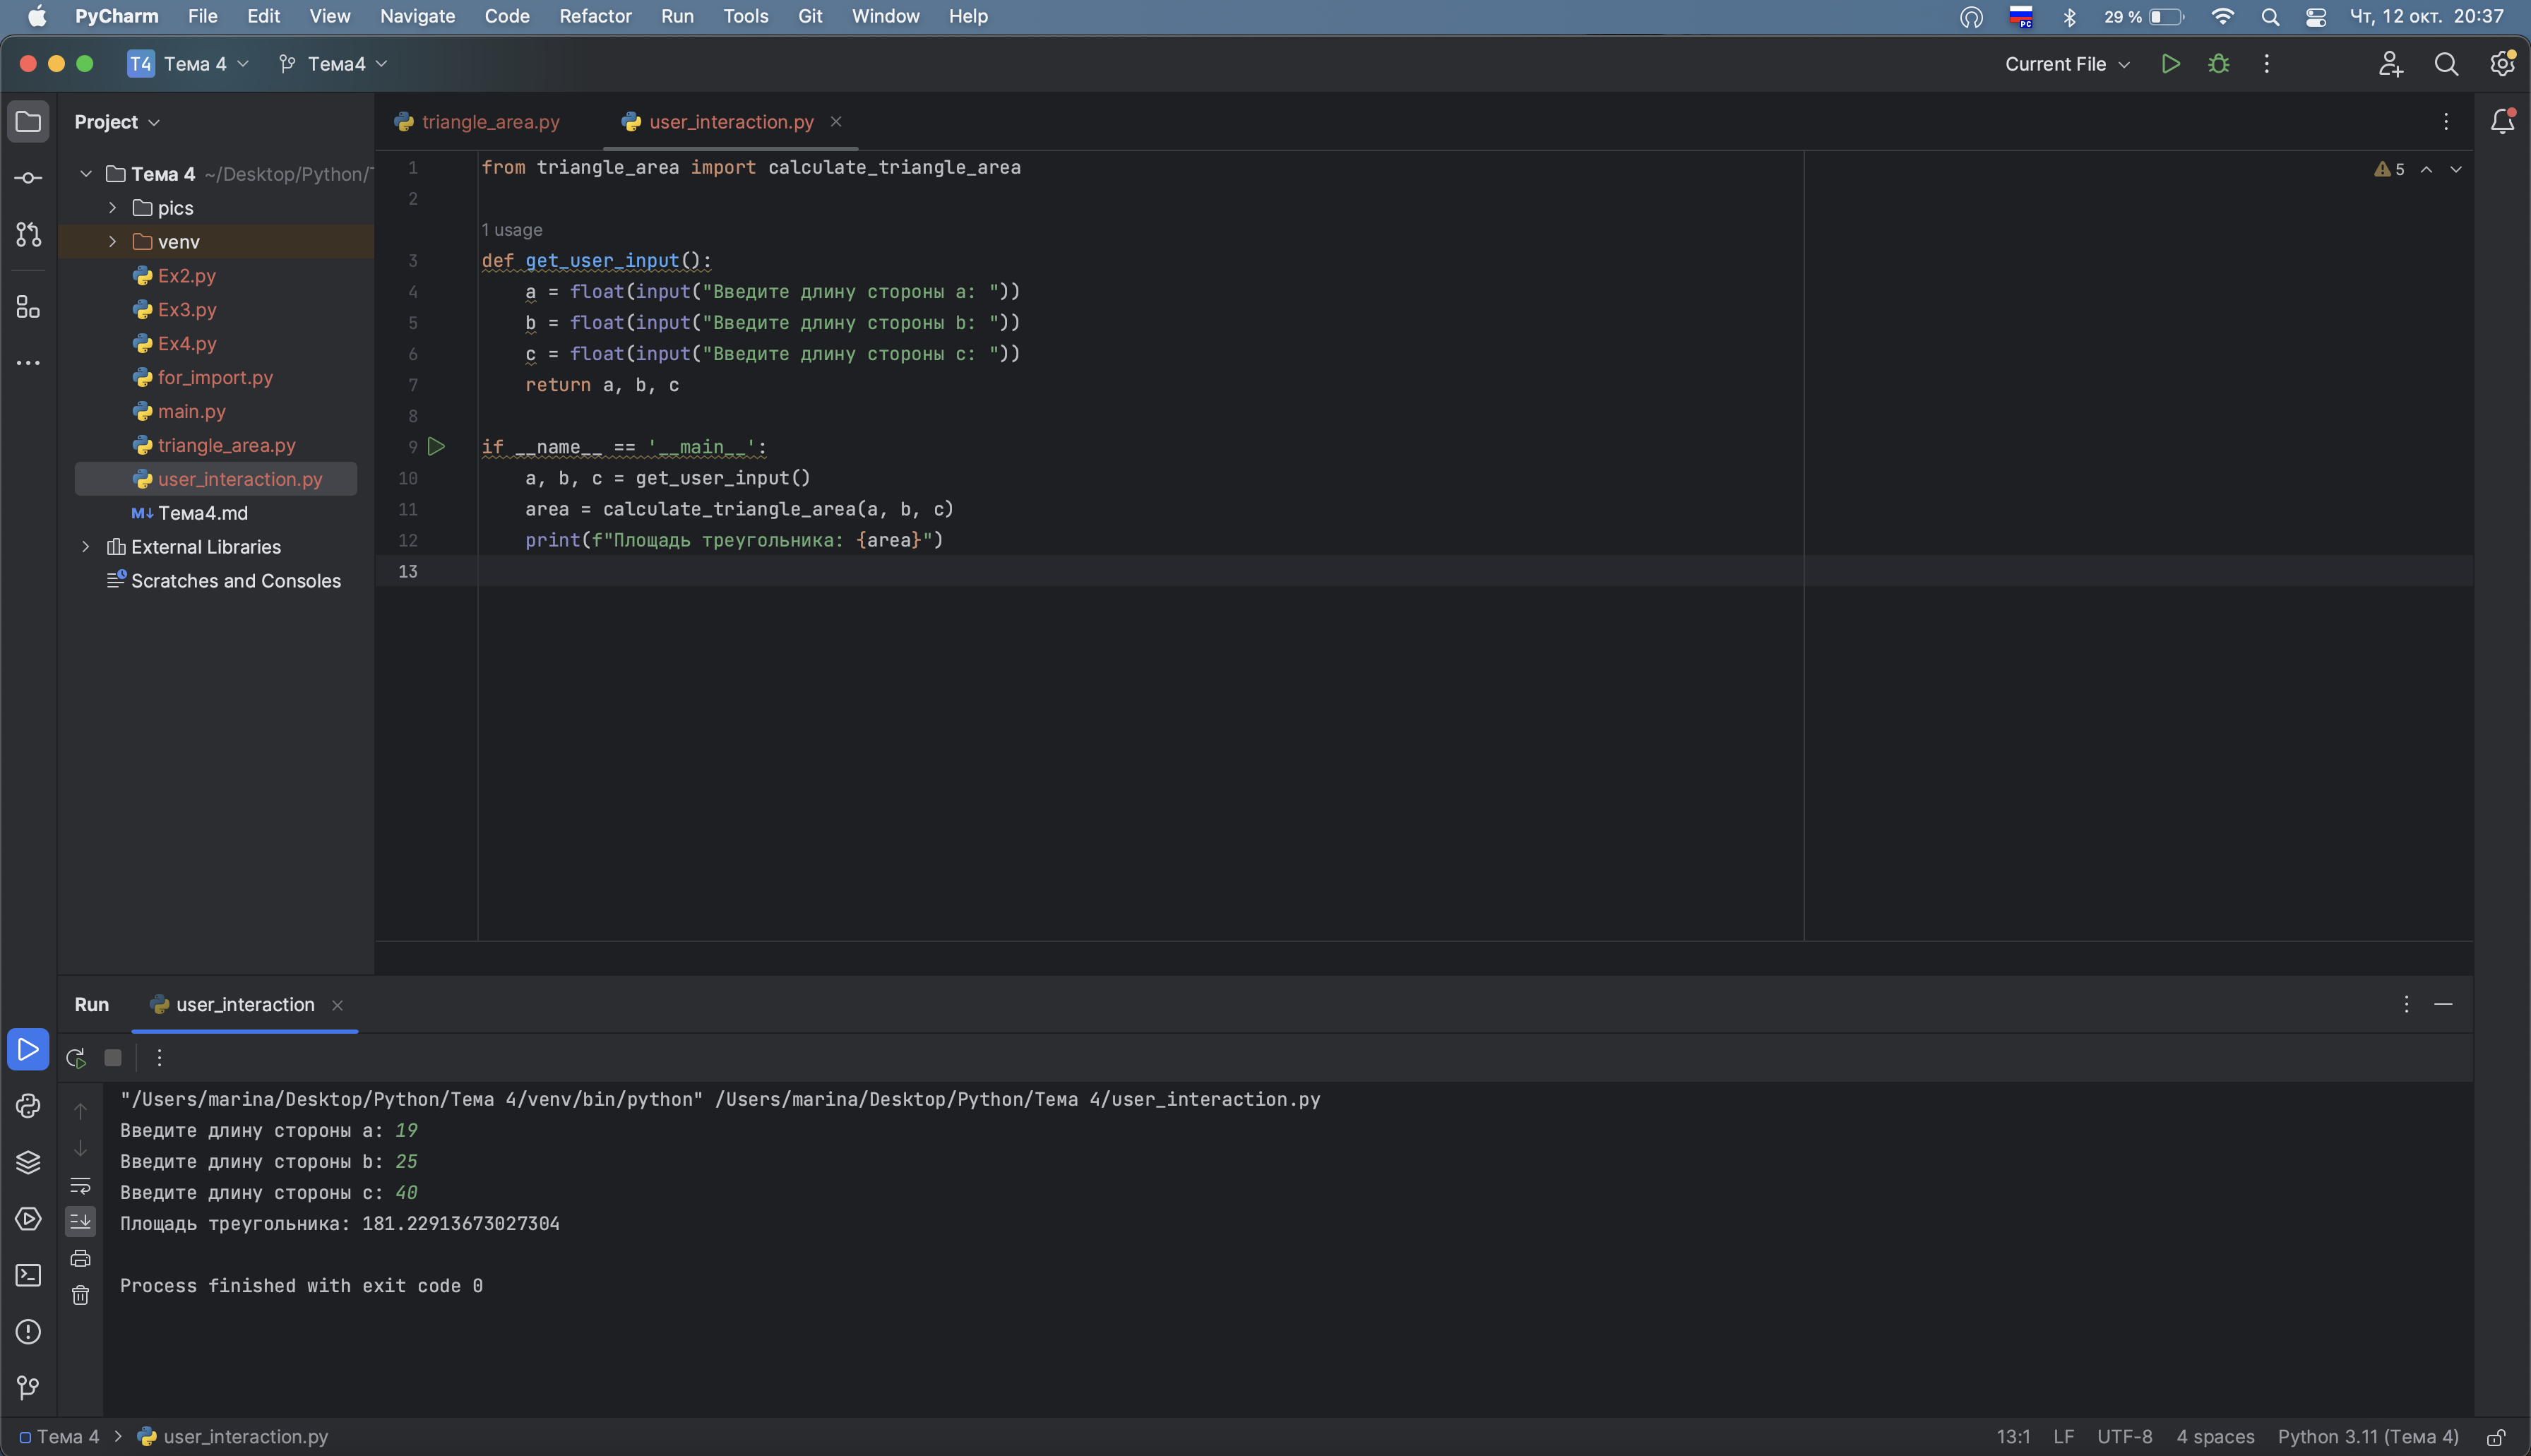 PyCharm File Edit View Navigate Code Refactor Run Tools Git Window Help 29 % Чт, 12 окт. 20:37
T4 Тема 4 Тема4 Current File
Project
Тема 4 ~/Desktop/Python/
pics
venv
Ex2.py
Ex3.py
Ex4.py
for_import.py
main.py
triangle_area.py
user_interaction.py
M↓ Тема4.md
External Libraries
Scratches and Consoles
triangle_area.py user_interaction.py
5
1 from triangle_area import calculate_triangle_area
2
1 usage
3 def get_user_input():
4 a = float(input("Введите длину стороны a: "))
5 b = float(input("Введите длину стороны b: "))
6 c = float(input("Введите длину стороны c: "))
7 return a, b, c
8
9 if __name__ == '__main__':
10 a, b, c = get_user_input()
11 area = calculate_triangle_area(a, b, c)
12 print(f"Площадь треугольника: {area}")
13
Run user_interaction
"/Users/marina/Desktop/Python/Тема 4/venv/bin/python" /Users/marina/Desktop/Python/Тема 4/user_interaction.py
Введите длину стороны a: 19
Введите длину стороны b: 25
Введите длину стороны c: 40
Площадь треугольника: 181.22913673027304
Process finished with exit code 0
Тема 4 > user_interaction.py 13:1 LF UTF-8 4 spaces Python 3.11 (Тема 4)